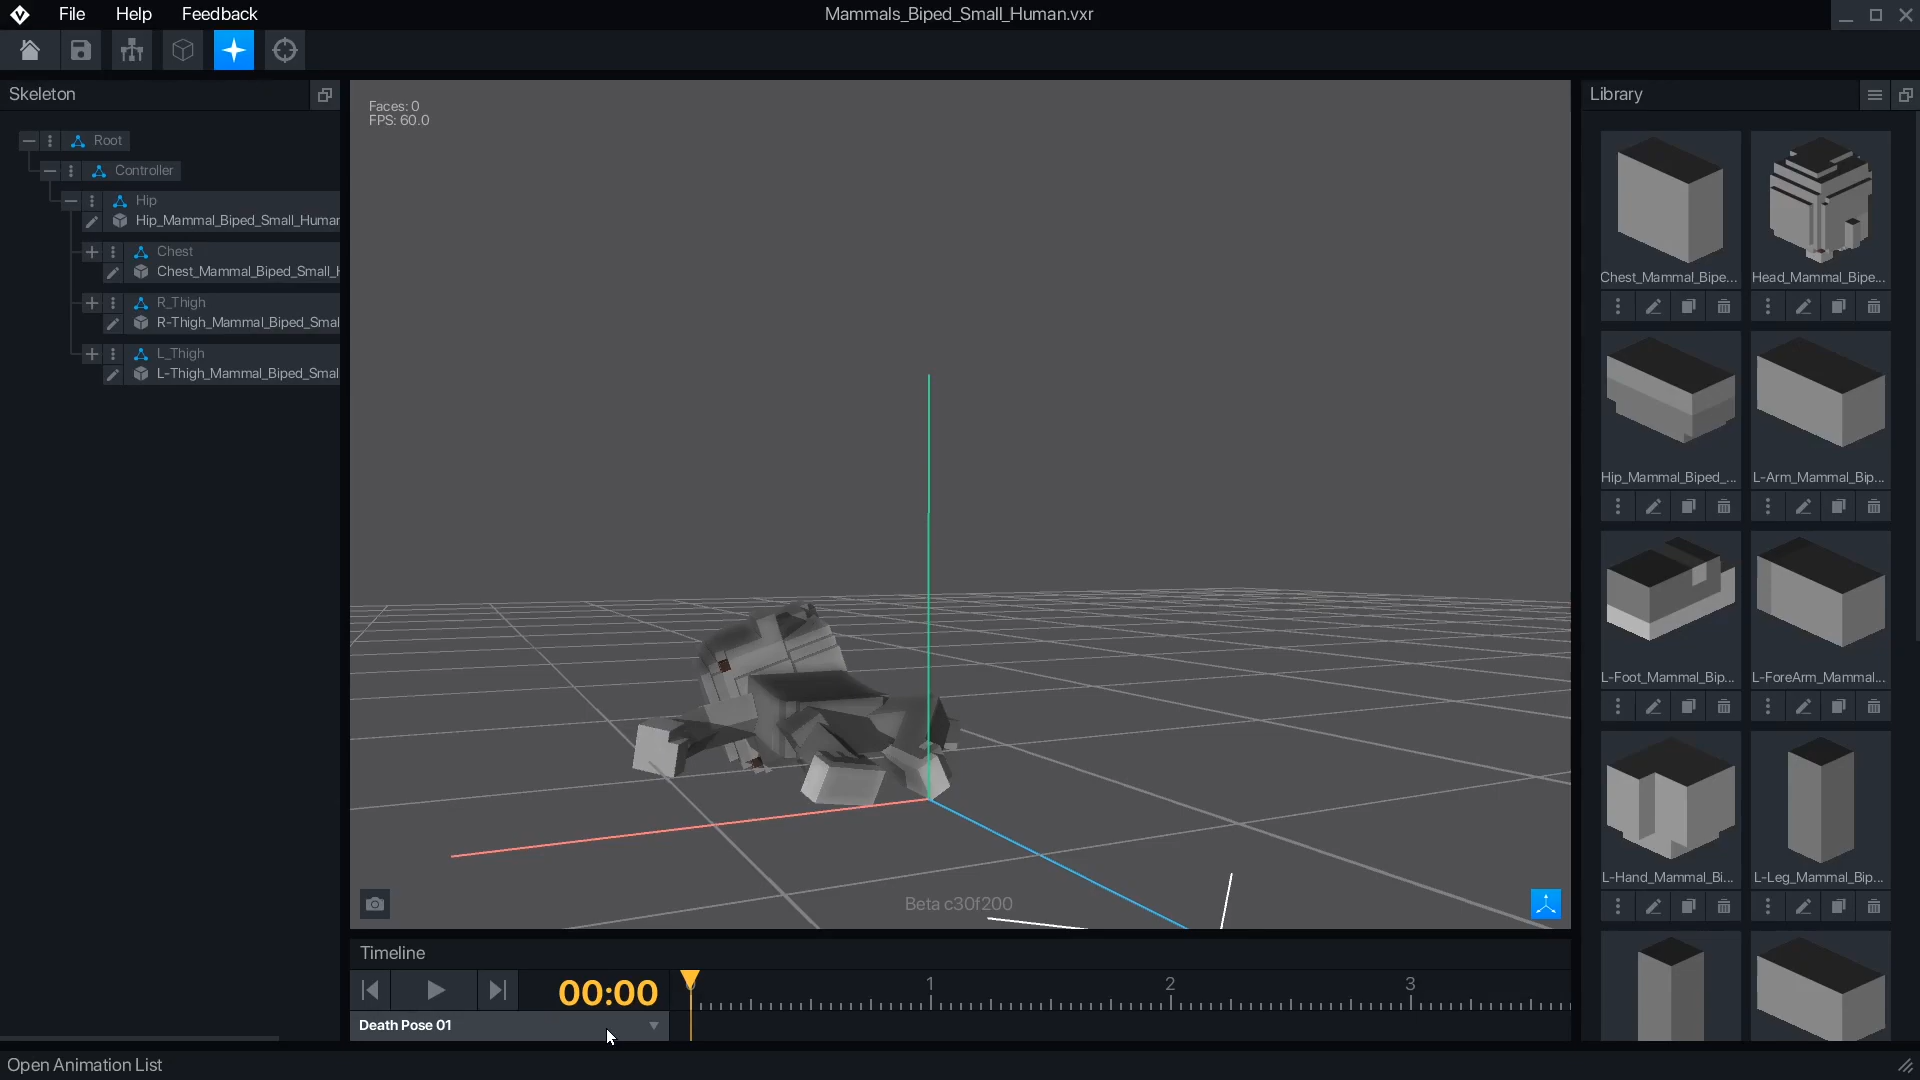 File Help Feedback Mammals_Biped_Small_Human.vxr
Skeleton
Library
Faces: 0
FPS: 60.0
Root
Controller
Hip
Hip_Mammal_Biped_Small_Human
Chest
Chest_Mammal_Biped_Small_H
R_Thigh
R-Thigh_Mammal_Biped_Smal
L_Thigh
L-Thigh_Mammal_Biped_Smal
Chest_Mammal_Bipe... Head_Mammal_Bipe...
Hip_Mammal_Biped_... L-Arm_Mammal_Bip...
L-Foot_Mammal_Bip... L-ForeArm_Mammal...
L-Hand_Mammal_Bi... L-Leg_Mammal_Bip...
Beta c30f200
Timeline
00:00 0 1 2 3
Death Pose 01
Open Animation List